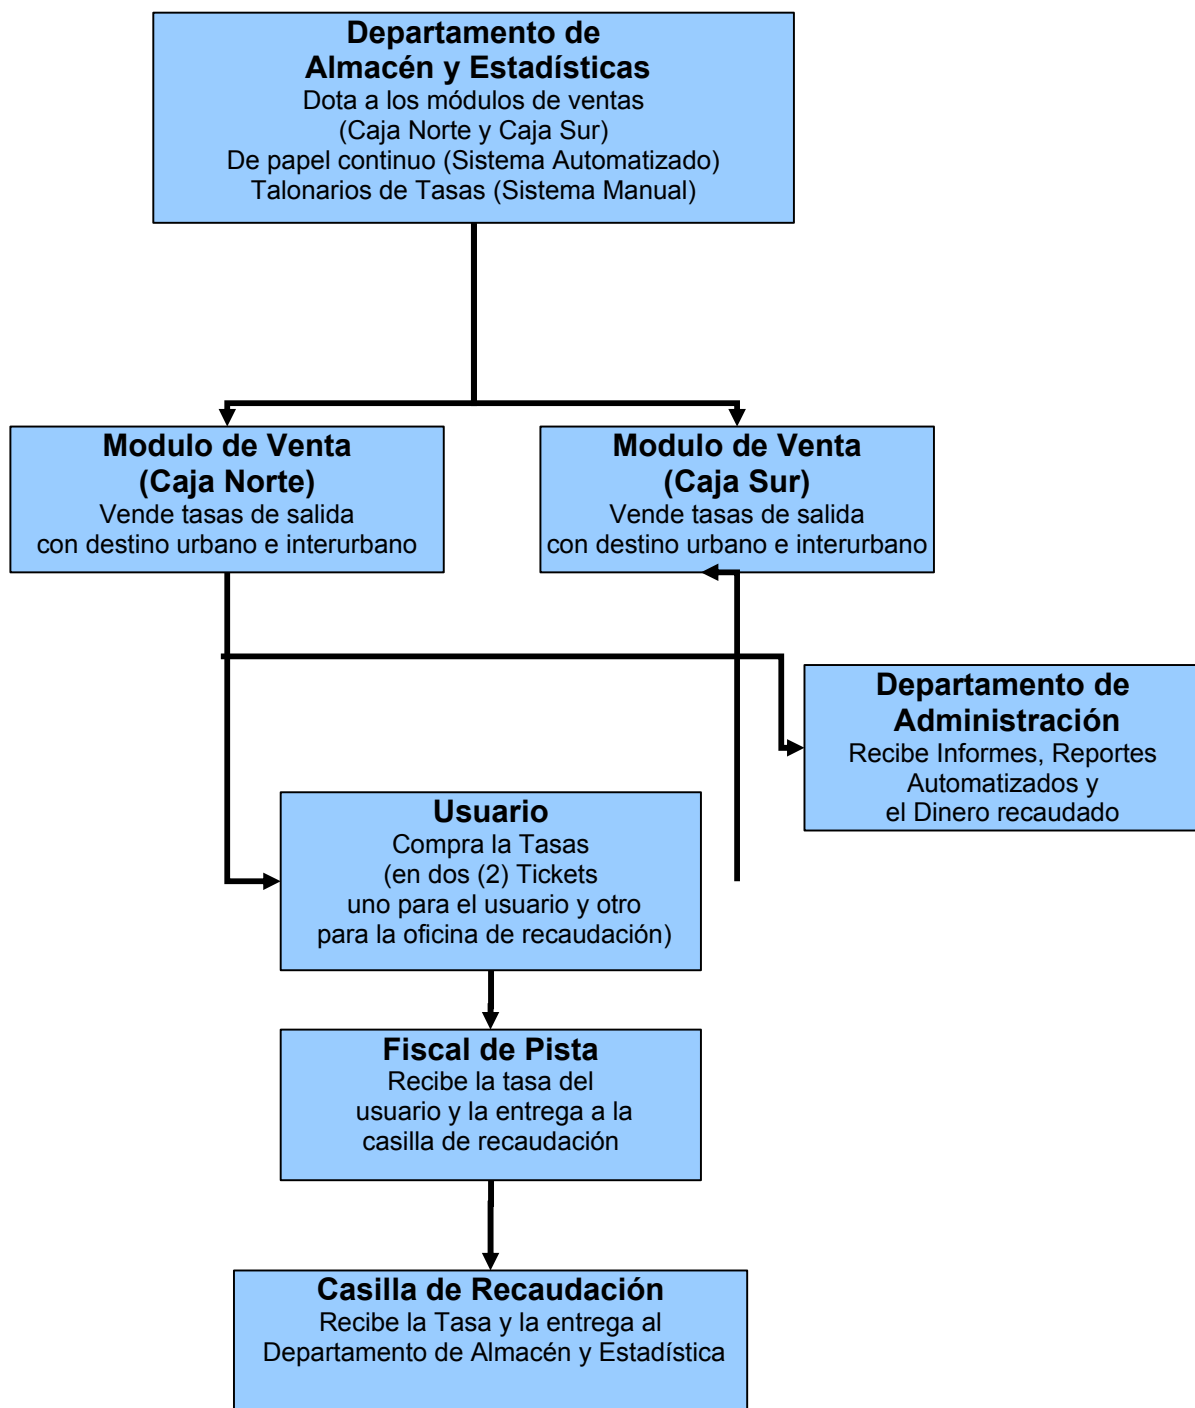 Departamento de
Almacén y Estadísticas
Dota a los módulos de ventas
(Caja Norte y Caja Sur)
De papel continuo (Sistema Automatizado)
Talonarios de Tasas (Sistema Manual)
Modulo de Venta
(Caja Norte)
Vende tasas de salida
con destino urbano e interurbano
Modulo de Venta
(Caja Sur)
Vende tasas de salida
con destino urbano e interurbano
Departamento de
Administración
Recibe Informes, Reportes
Automatizados y
el Dinero recaudado
Usuario
Compra la Tasas
(en dos (2) Tickets
uno para el usuario y otro
para la oficina de recaudación)
Fiscal de Pista
Recibe la tasa del
usuario y la entrega a la
casilla de recaudación
Casilla de Recaudación
Recibe la Tasa y la entrega al
Departamento de Almacén y Estadística